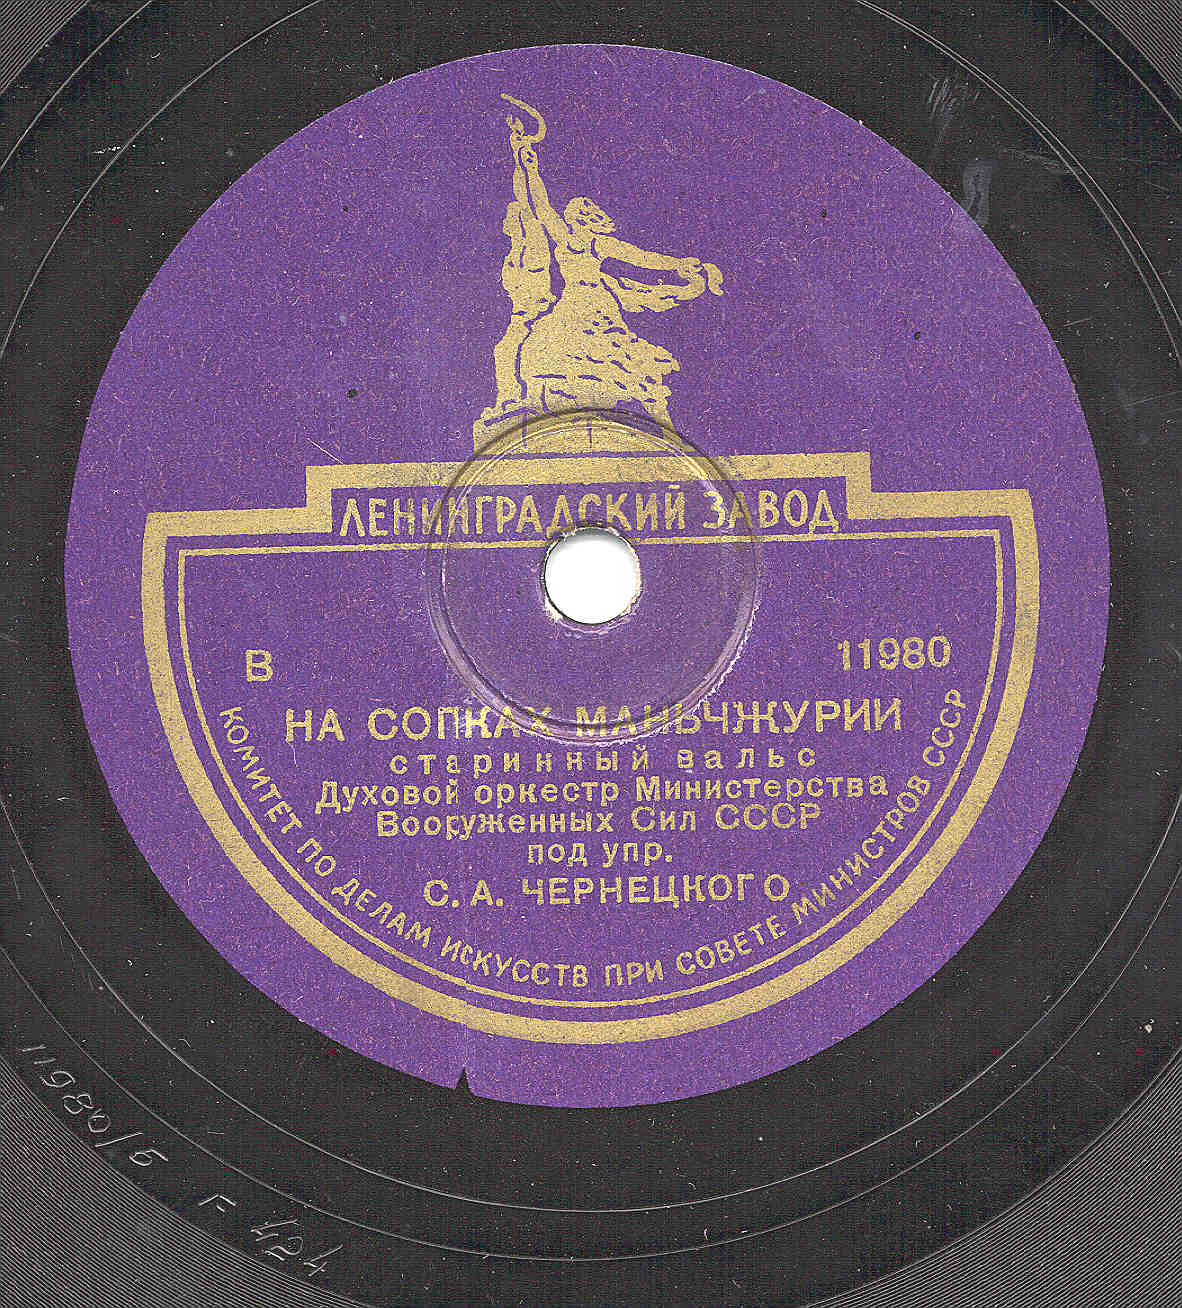 ЛЕНИНГРАДСКИЙ ЗАВОД
В 11980
НА СОПКАХ МАНЬЧЖУРИИ
старинный вальс
Духовой оркестр Министерства
Вооруженных Сил СССР
под упр.
С. А. ЧЕРНЕЦКОГО
КОМИТЕТ ПО ДЕЛАМ ИСКУССТВ ПРИ СОВЕТЕ МИНИСТРОВ СССР
11980/5 Г-424